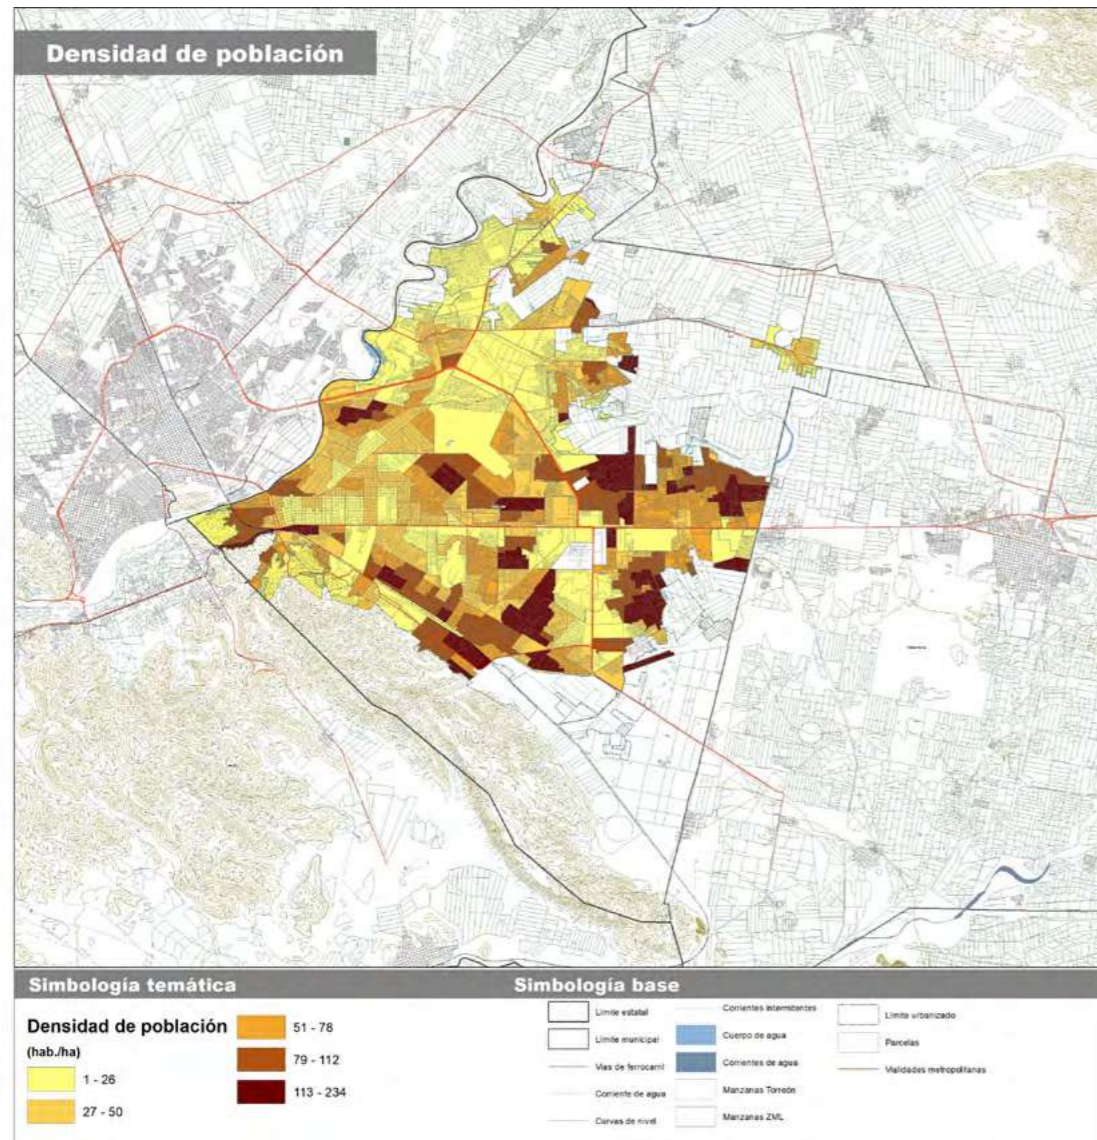 Densidad de población
Simbología temática
Densidad de población
(hab./ha)
1 - 26
27 - 50
51 - 78
79 - 112
113 - 234
Simbología base
Límite estatal
Límite municipal
Vías de ferrocarril
Corriente de agua
Curvas de nivel
Corrientes intermitentes
Cuerpo de agua
Corrientes de agua
Manzanas Torreón
Manzanas ZML
Límite urbanizado
Parcelas
Vialidades metropolitanas